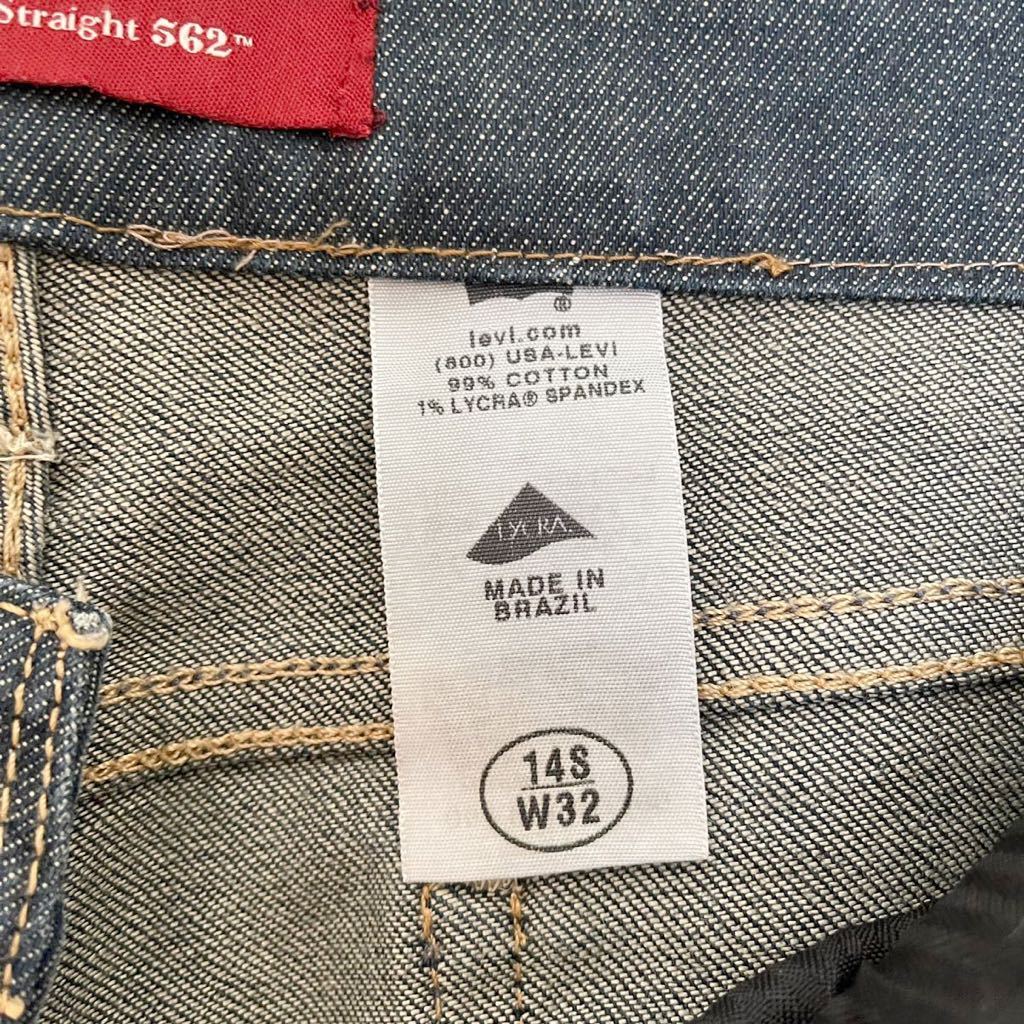 Straight 562™
®
levi.com
(800) USA-LEVI
99% COTTON
1% LYCRA® SPANDEX
LYCRA
MADE IN
BRAZIL
14S
W32